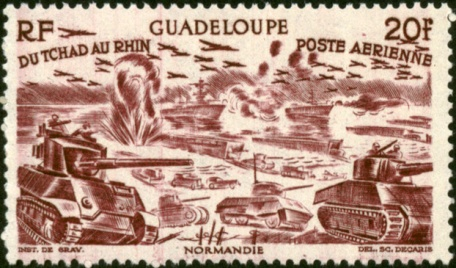 RF GUADELOUPE 20f
DU TCHAD AU RHIN POSTE AERIENNE
NORMANDIE
INST. DE GRAV. DEL. SC. DECARIS